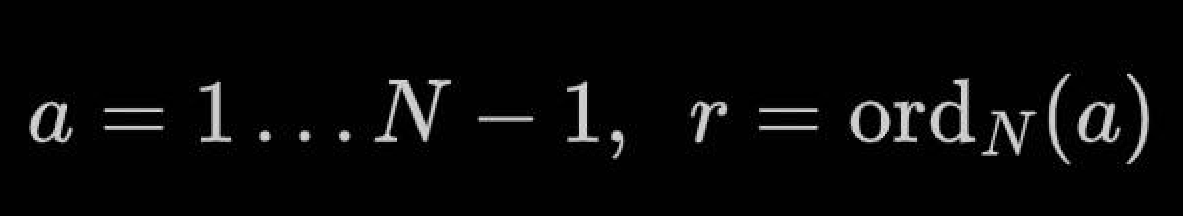 a = 1 … N − 1, r = ord_N(a)